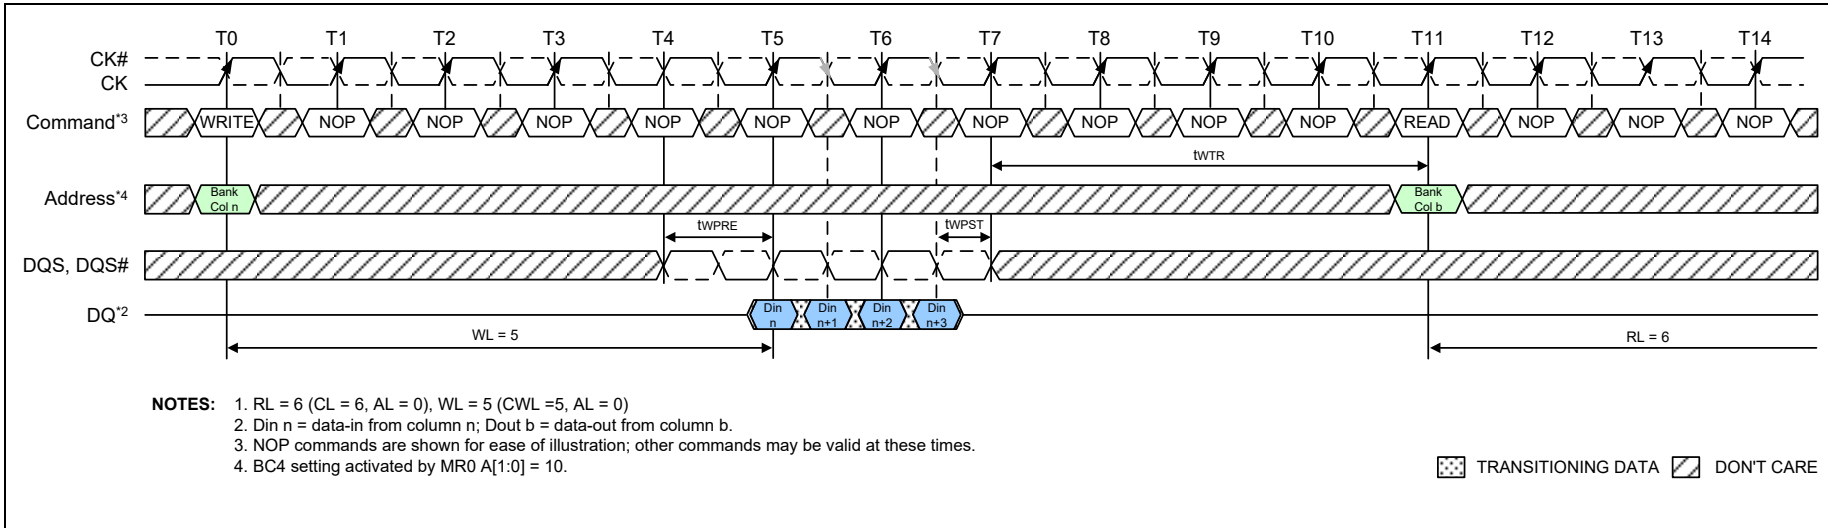 T0 T1 T2 T3 T4 T5 T6 T7 T8 T9 T10 T11 T12 T13 T14
CK#
CK
Command*3 WRITE NOP NOP NOP NOP NOP NOP NOP NOP NOP NOP READ NOP NOP NOP
tWTR
Address*4 Bank Col n Bank Col b
tWPRE tWPST
DQS, DQS#
DQ*2 Din n Din n+1 Din n+2 Din n+3
WL = 5 RL = 6
NOTES: 1. RL = 6 (CL = 6, AL = 0), WL = 5 (CWL =5, AL = 0)
2. Din n = data-in from column n; Dout b = data-out from column b.
3. NOP commands are shown for ease of illustration; other commands may be valid at these times.
4. BC4 setting activated by MR0 A[1:0] = 10.
TRANSITIONING DATA DON'T CARE